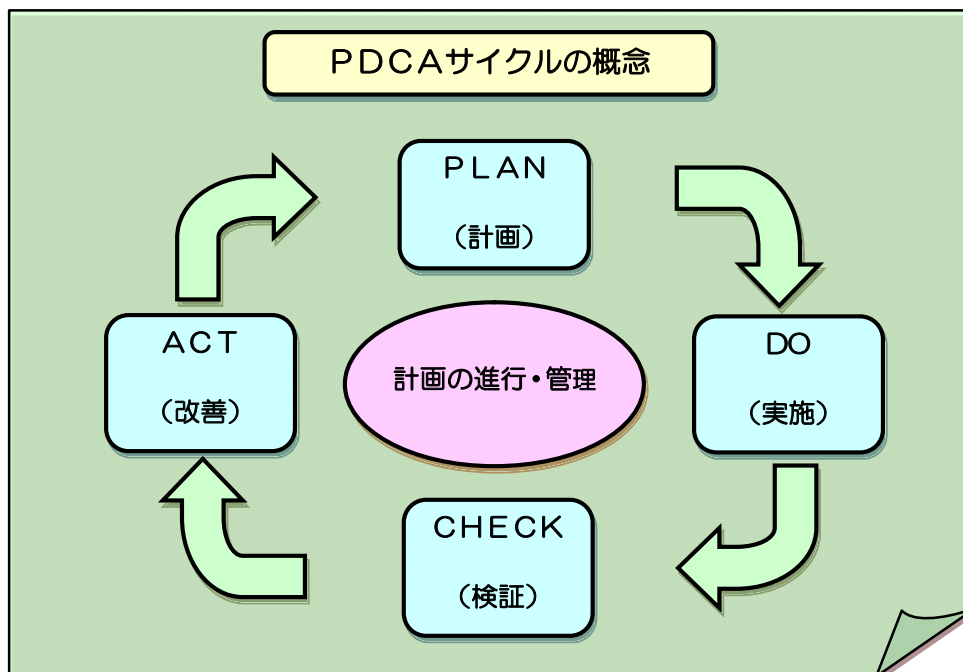 PDCAサイクルの概念
PLAN
（計画）
ACT
（改善）
計画の進行・管理
DO
（実施）
CHECK
（検証）